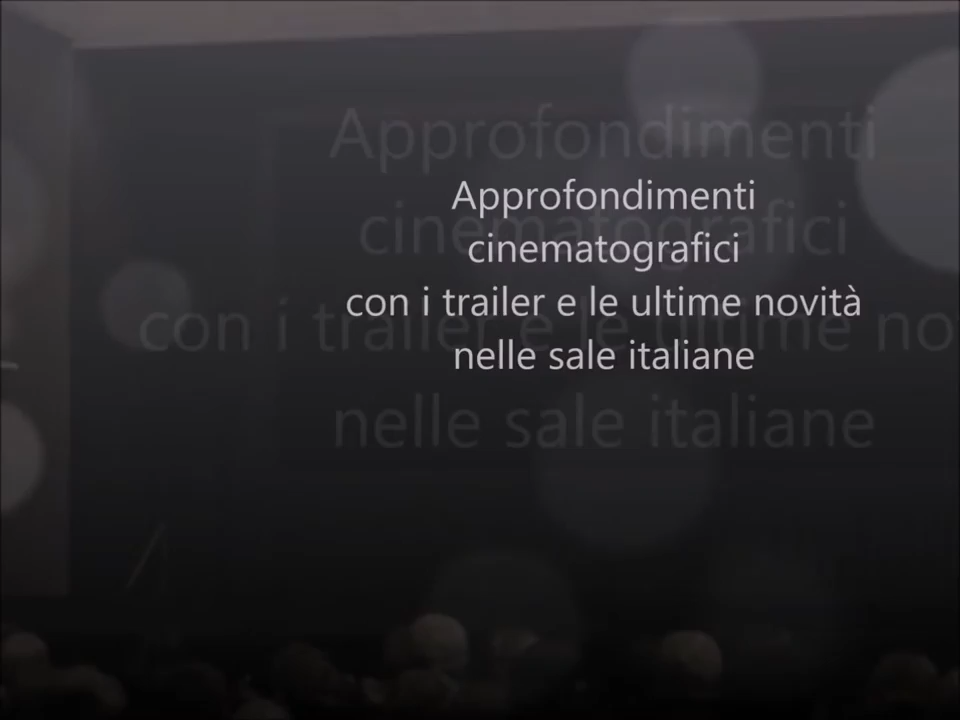 Approfondimenti
cinematografici
con i trailer e le ultime novità
nelle sale italiane